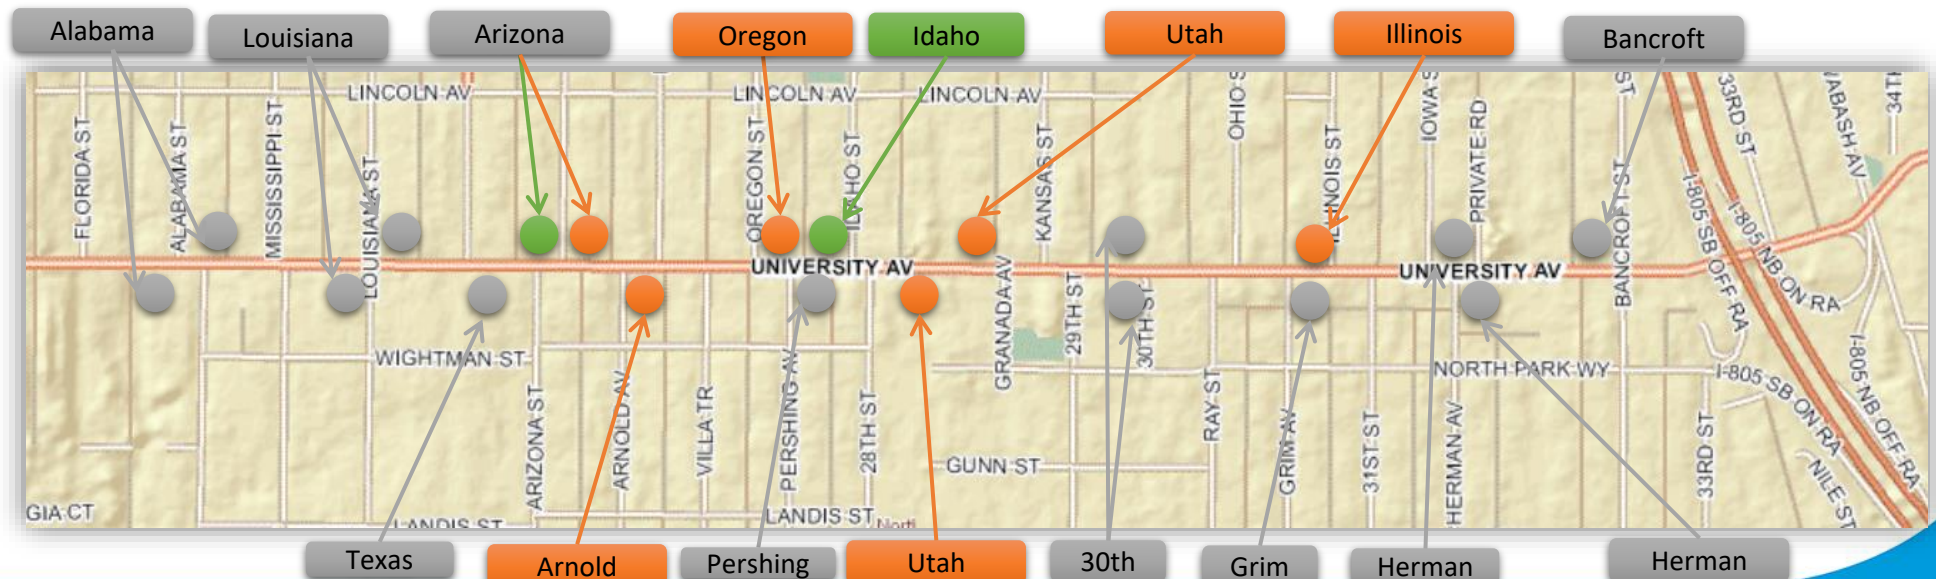 Alabama
Louisiana
Arizona
Oregon
Idaho
Utah
Illinois
Bancroft
LINCOLN AV
LINCOLN AV
LINCOLN AV
FLORIDA ST
ALABAMA ST
MISSISSIPPI ST
LOUISIANA ST
OREGON ST
IDAHO ST
KANSAS ST
OHIO S
ILLINOIS ST
IOWA S
PRIVATE RD
BANCROFT ST
ST
33RD ST
ABASH AV
34TH
I-805 SB OFF RA
I-805 NB ON RA
UNIVERSITY AV
UNIVERSITY AV
WIGHTMAN ST
GRANADA AV
29TH ST
30TH ST
NORTH PARK WY
I-805 SB ON RA
I-805 NB OFF RA
ARIZONA ST
ARNOLD AV
VILLA TR
PERSHING AV
28TH ST
RAY ST
GRIM AV
31ST ST
HERMAN AV
33RD ST
NILE ST
GUNN ST
GIA CT
LANDIS ST
LANDIS ST
Texas
Arnold
Pershing
Utah
30th
Grim
Herman
Herman